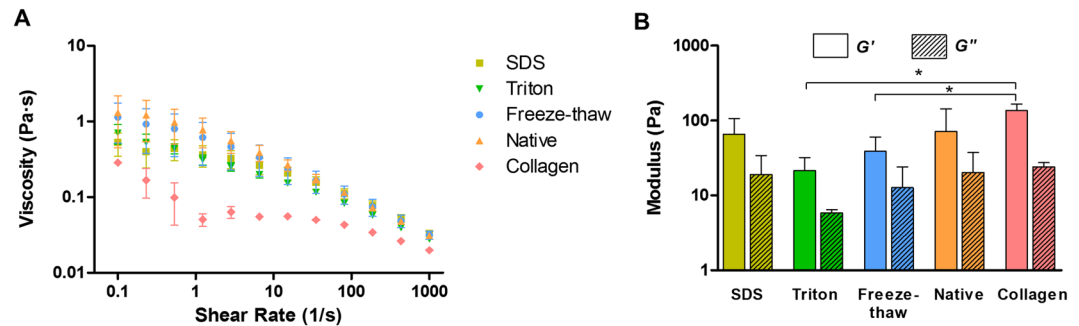 A
Viscosity (Pa·s)
10
1
0.1
0.01
0.1
1
10
100
1000
Shear Rate (1/s)
SDS
Triton
Freeze-thaw
Native
Collagen
B
Modulus (Pa)
1000
100
10
1
G'
G''
*
*
SDS
Triton
Freeze-
thaw
Native
Collagen